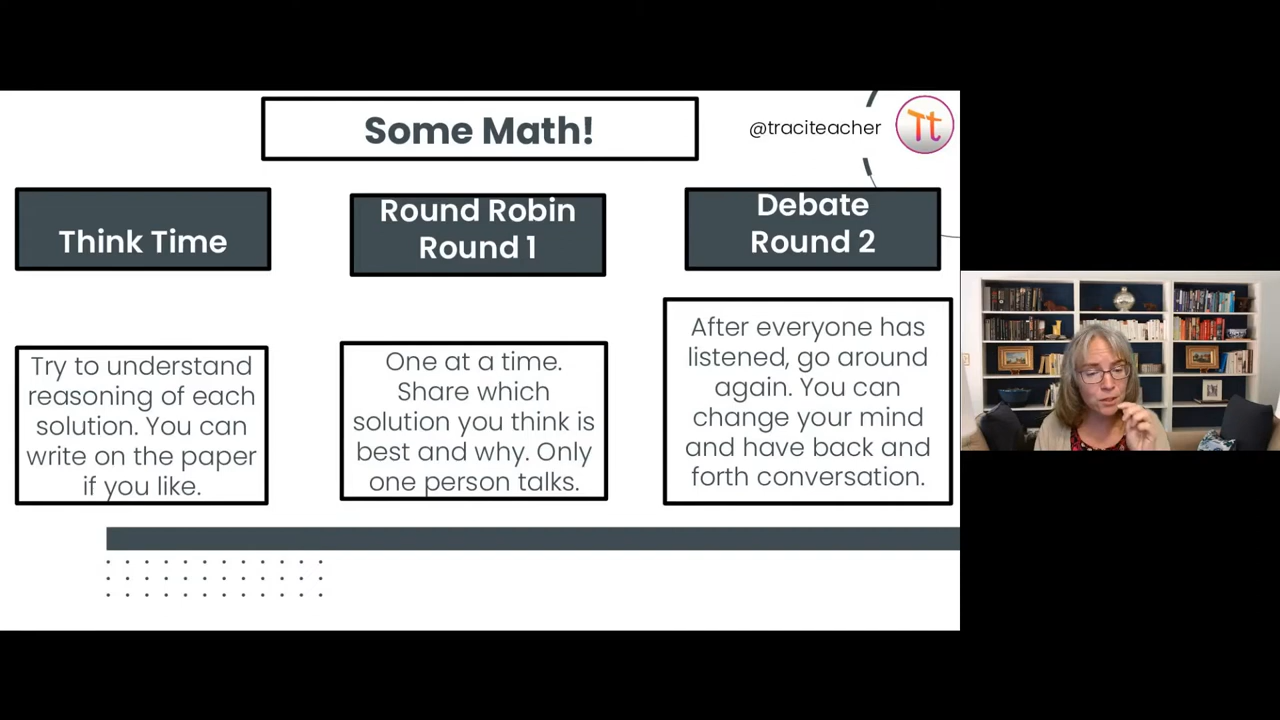 Some Math!
@traciteacher
Tt
Think Time
Try to understand
reasoning of each
solution. You can
write on the paper
if you like.
Round Robin
Round 1
One at a time.
Share which
solution you think is
best and why. Only
one person talks.
Debate
Round 2
After everyone has
listened, go around
again. You can
change your mind
and have back and
forth conversation.